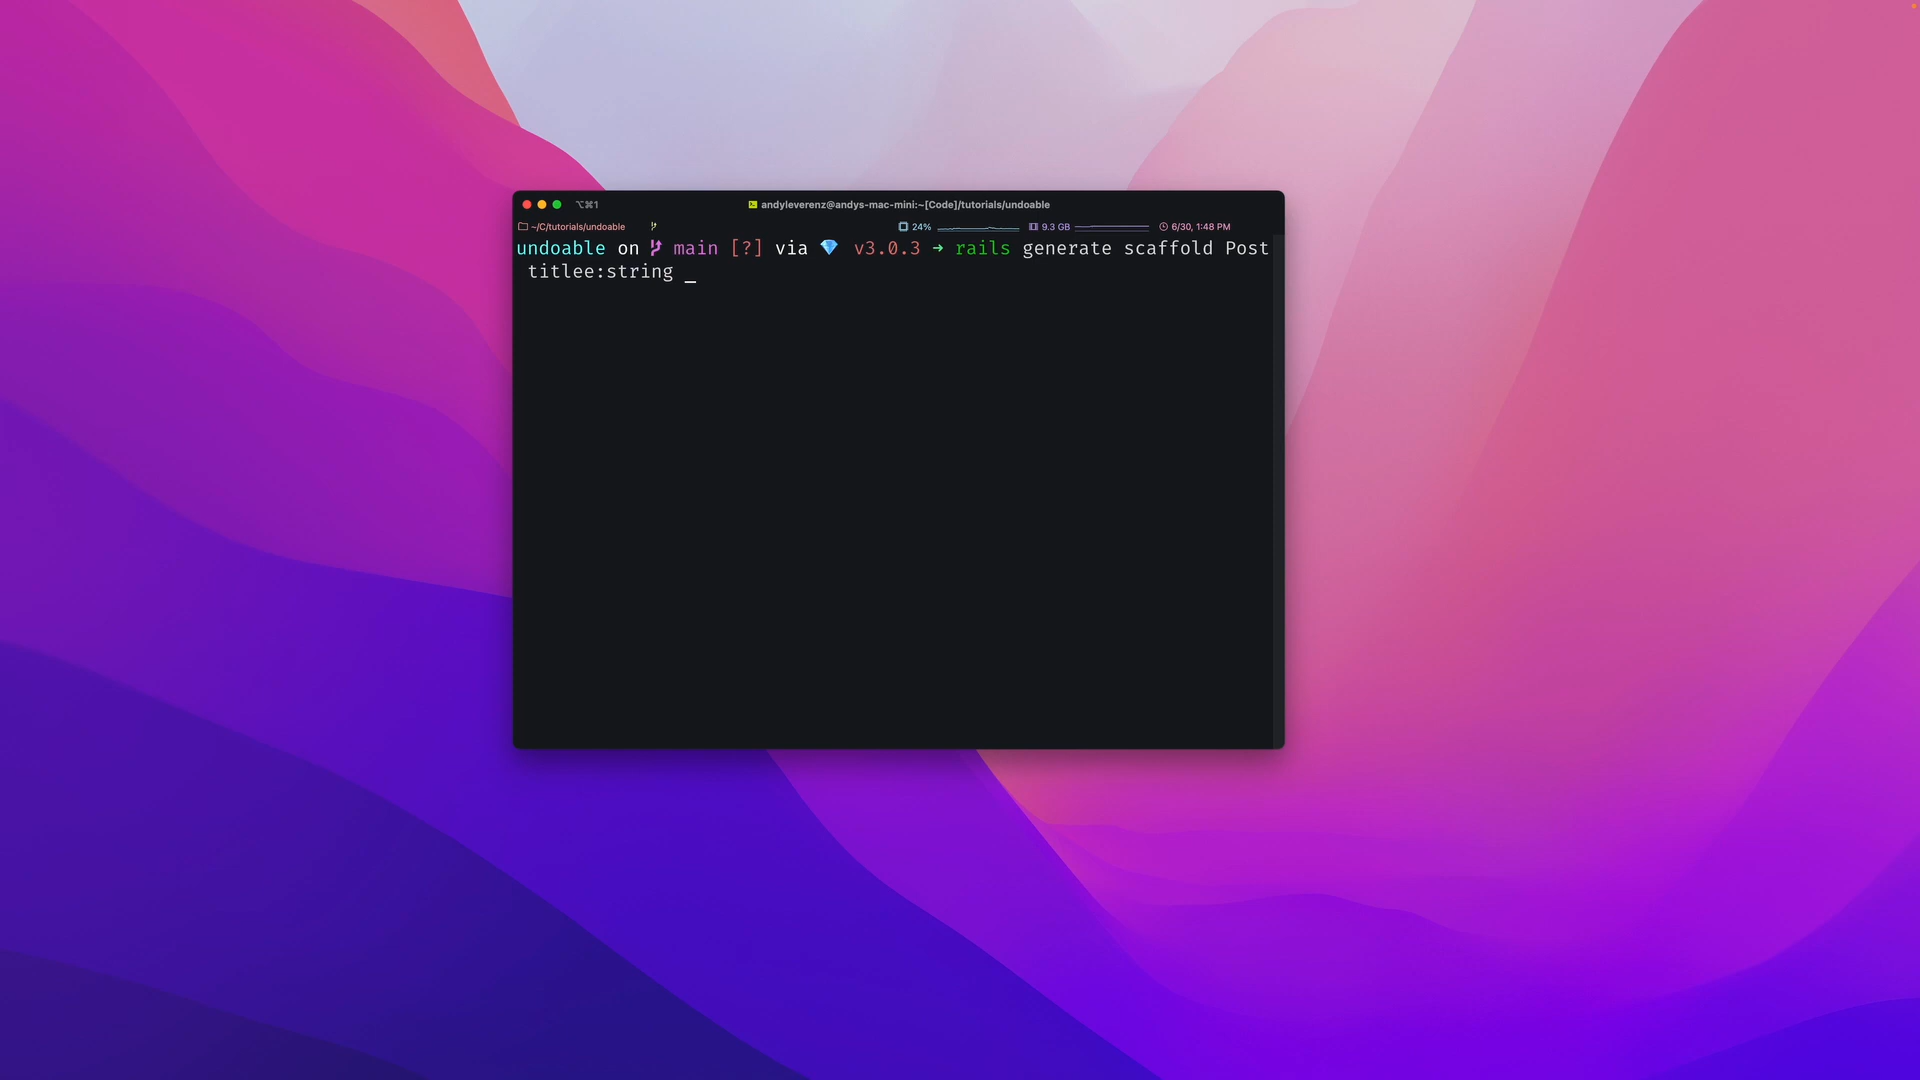 ⌥⌘1
andyleverenz@andys-mac-mini:~[Code]/tutorials/undoable
~/C/tutorials/undoable
24%
9.3 GB
6/30, 1:48 PM
undoable on main [?] via 💎 v3.0.3 ➜ rails generate scaffold Post
titlee:string _